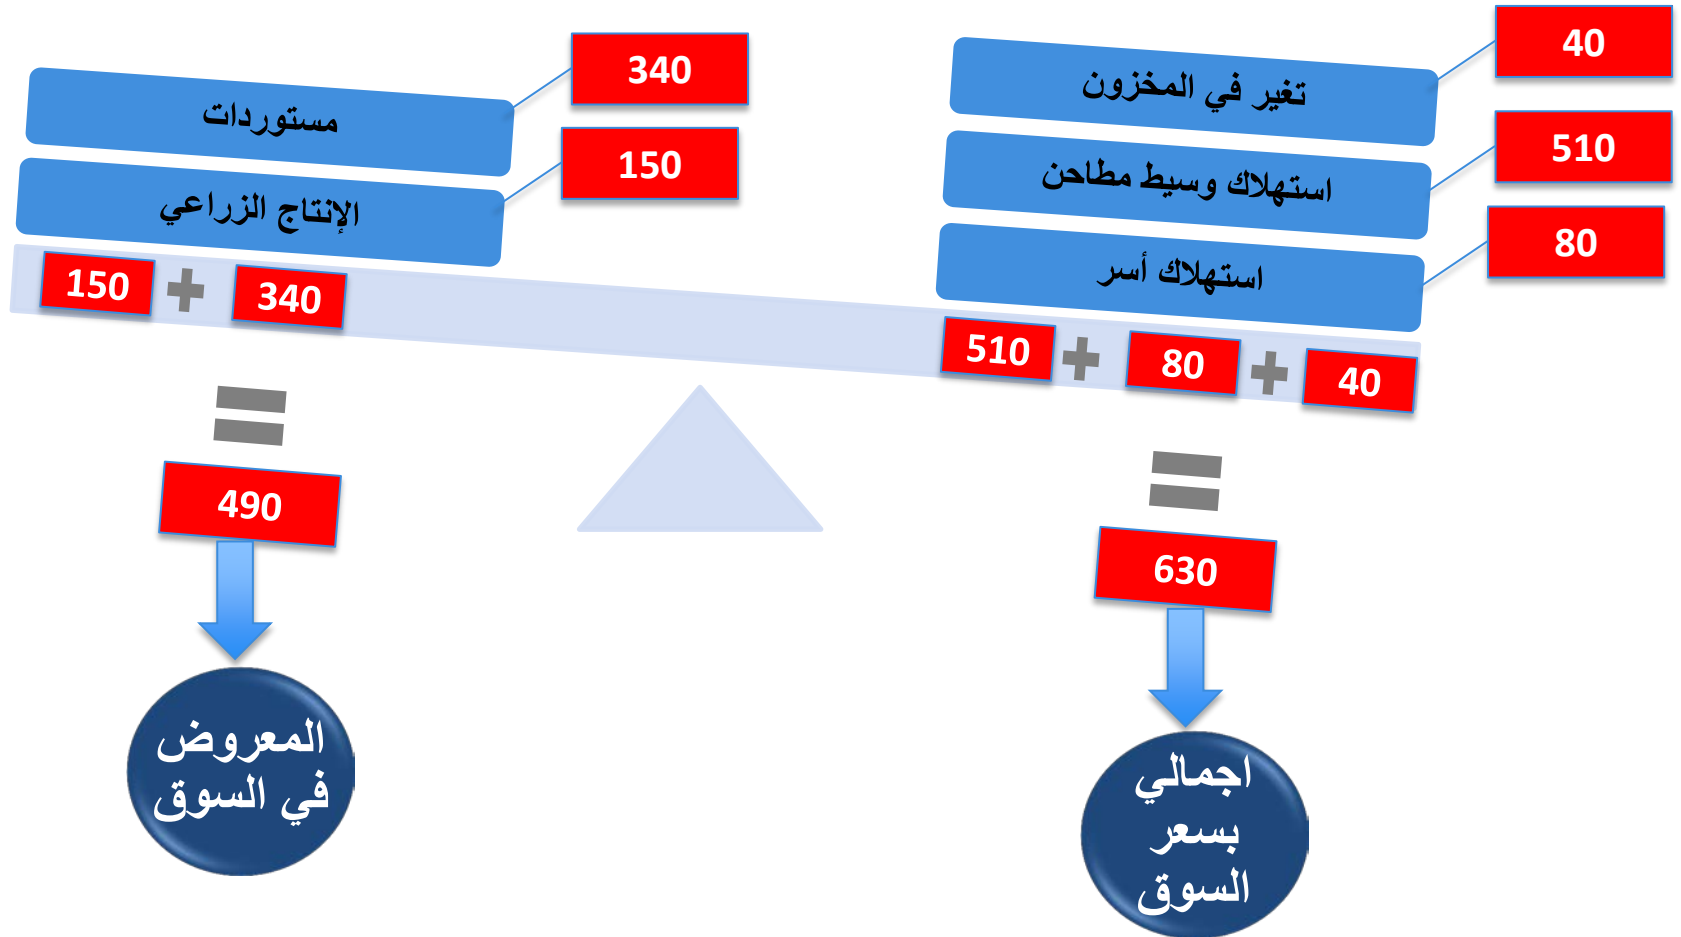 40
تغير في المخزون
510
استهلاك وسيط مطاحن
80
استهلاك أسر
510 + 80 + 40
=
630
اجمالي
بسعر
السوق
340
مستوردات
150
الإنتاج الزراعي
150 + 340
=
490
المعروض
في السوق